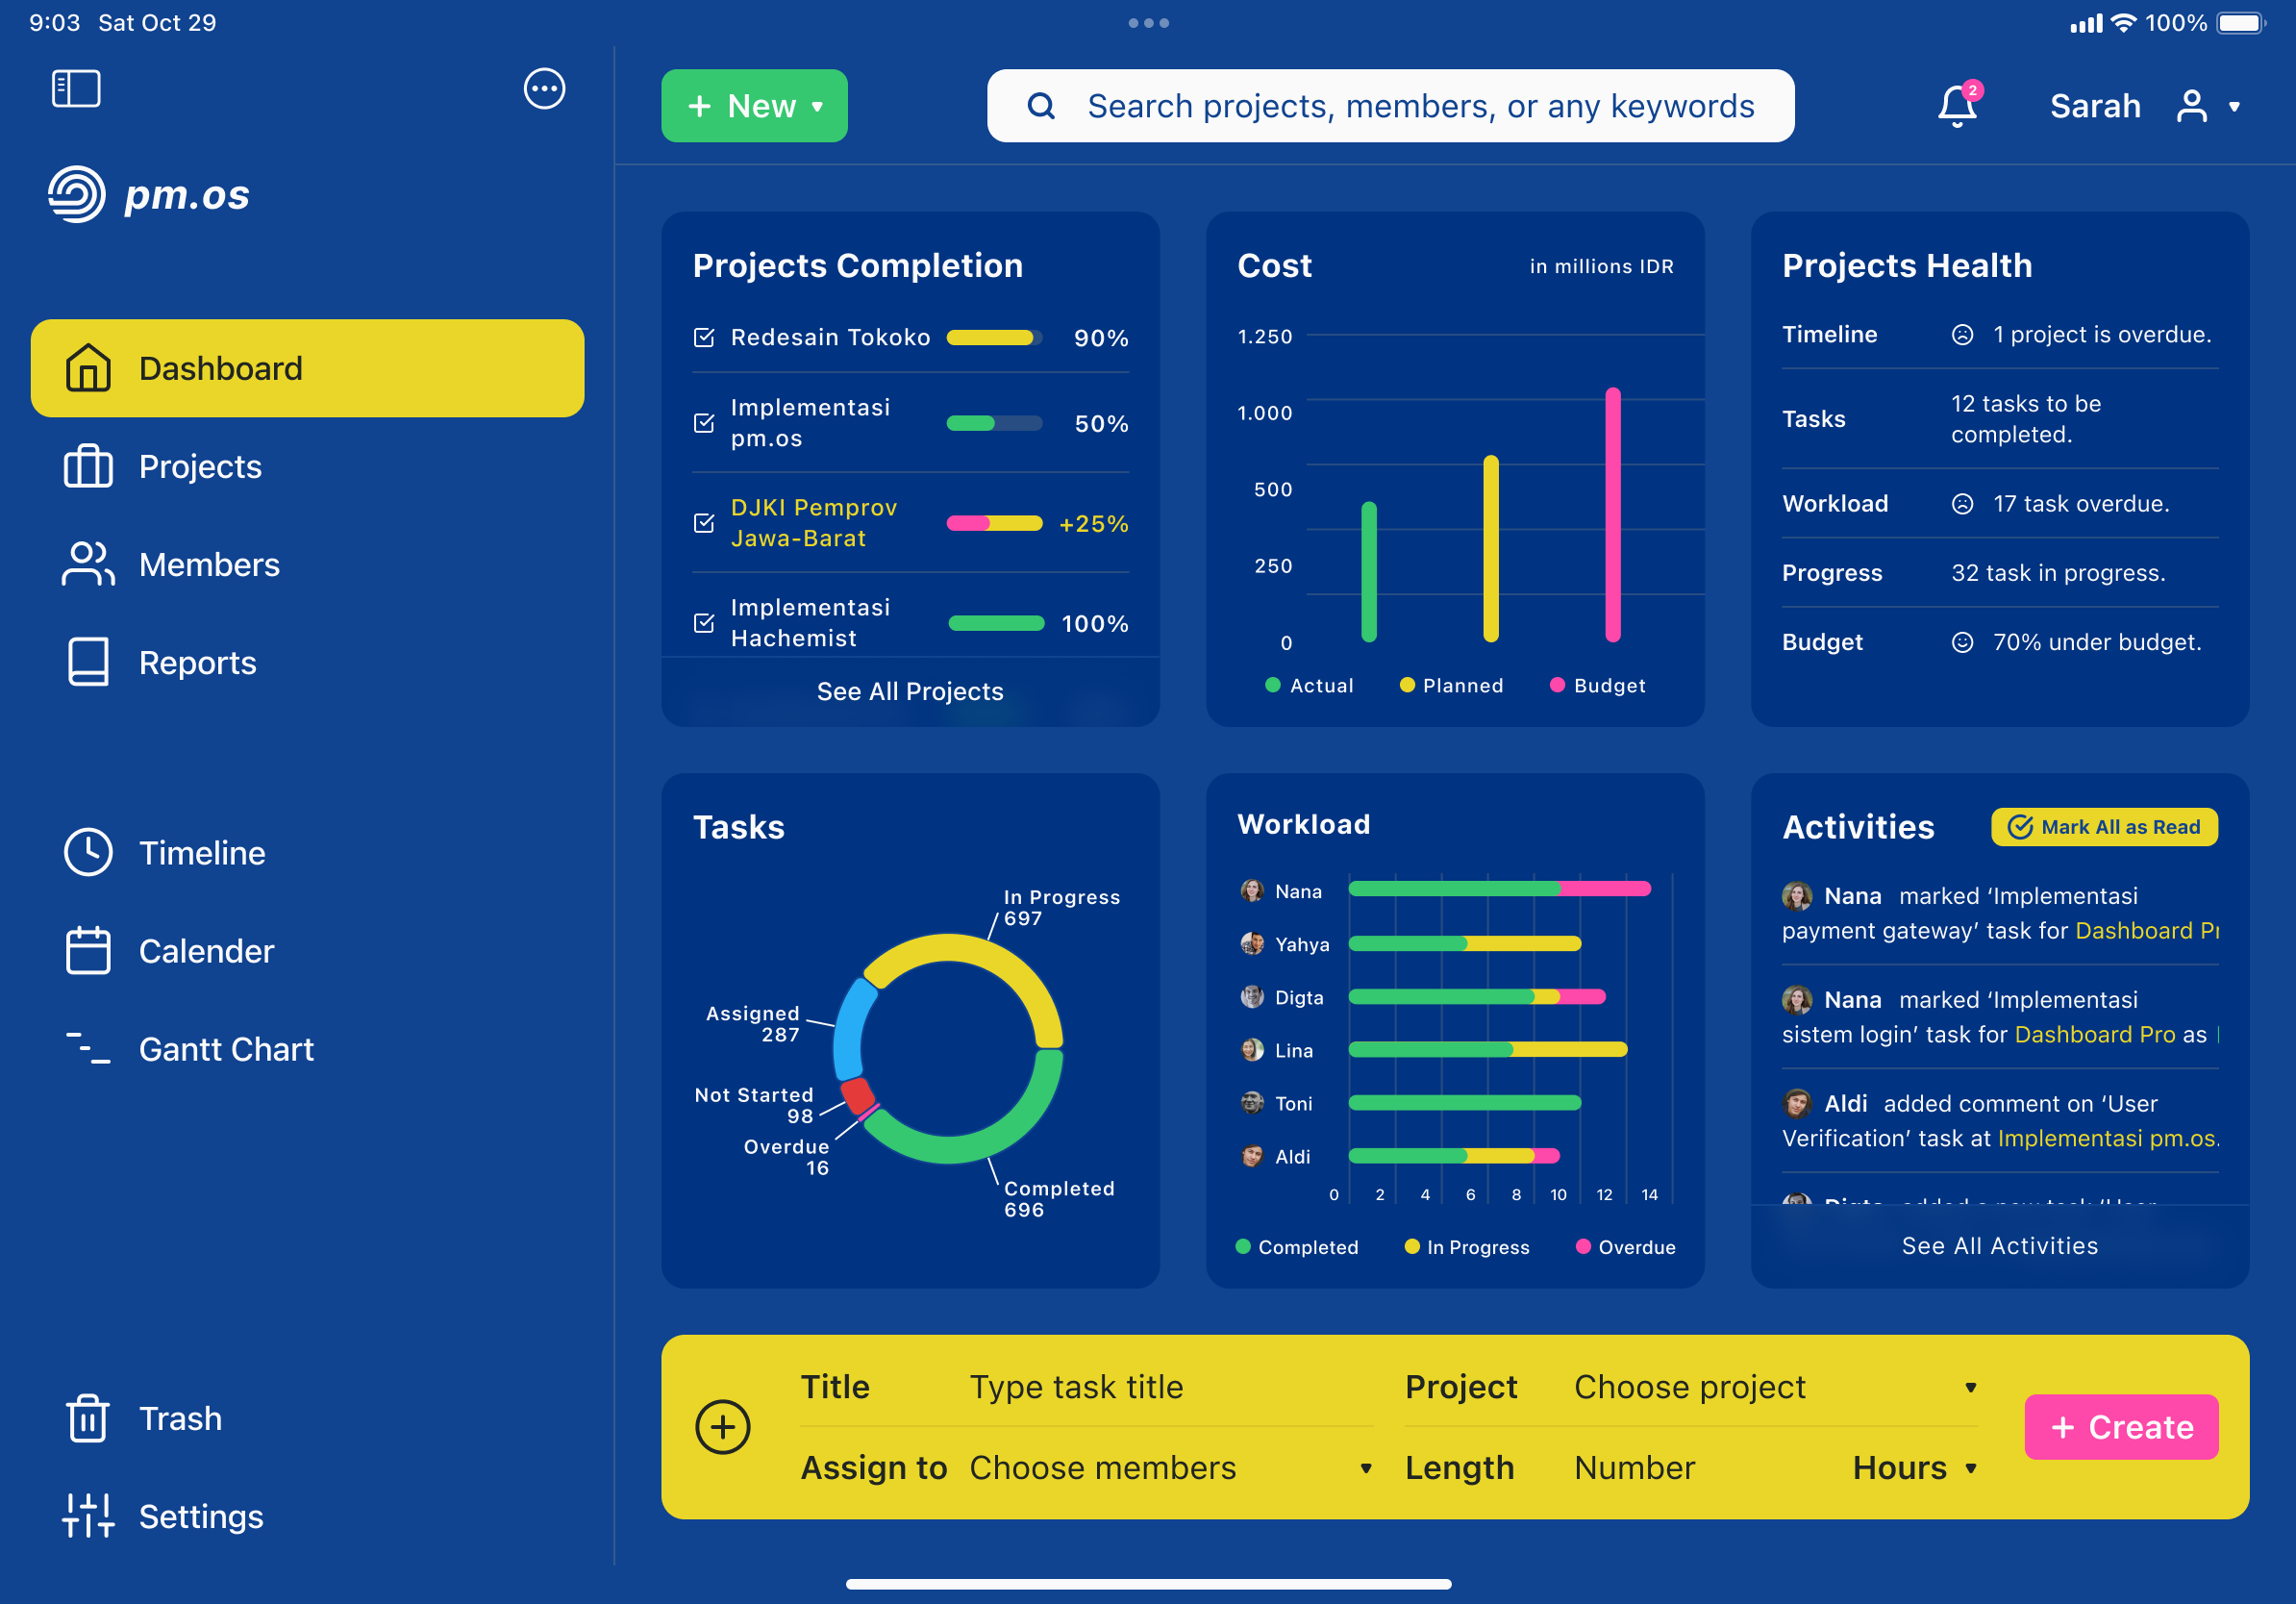 9:03 Sat Oct 29
100%
pm.os
Dashboard
Projects
Members
Reports
Timeline
Calender
Gantt Chart
Trash
Settings
+ New
Search projects, members, or any keywords
2
Sarah
Projects Completion
Redesain Tokoko 90%
Implementasi
pm.os
50%
DJKI Pemprov
Jawa-Barat
+25%
Implementasi
Hachemist
100%
See All Projects
Cost
in millions IDR
1.250
1.000
500
250
0
Actual Planned Budget
Projects Health
Timeline 1 project is overdue.
Tasks 12 tasks to be
completed.
Workload 17 task overdue.
Progress 32 task in progress.
Budget 70% under budget.
Tasks
In Progress
697
Assigned
287
Not Started
98
Overdue
16
Completed
696
Workload
Nana
Yahya
Digta
Lina
Toni
Aldi
0 2 4 6 8 10 12 14
Completed In Progress Overdue
Activities
Mark All as Read
Nana marked ‘Implementasi
payment gateway’ task for Dashboard Pr
Nana marked ‘Implementasi
sistem login’ task for Dashboard Pro as
Aldi added comment on ‘User
Verification’ task at Implementasi pm.os.
Digta added a new task ‘User
See All Activities
Title Type task title
Project Choose project
Assign to Choose members
Length Number Hours
+ Create